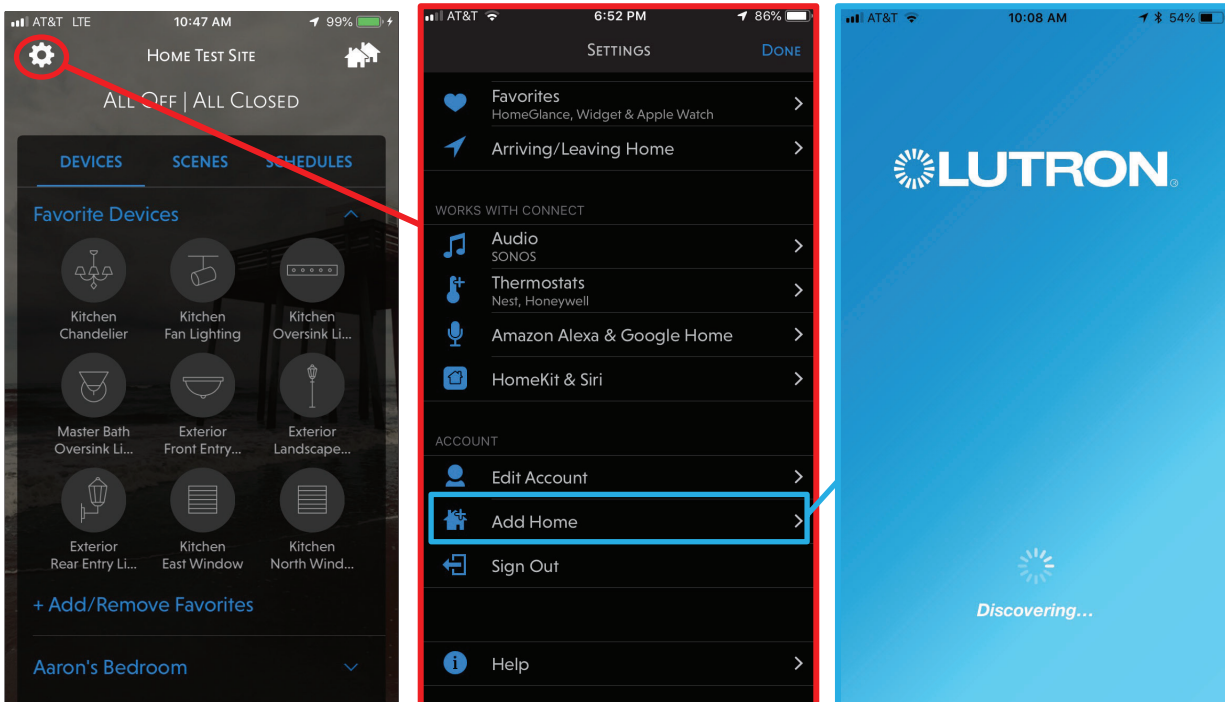 AT&T LTE 10:47 AM 99%
HOME TEST SITE
ALL OFF | ALL CLOSED
DEVICES SCENES SCHEDULES
Favorite Devices
Kitchen Chandelier
Kitchen Fan Lighting
Kitchen Oversink Li...
Master Bath Oversink Li...
Exterior Front Entry...
Exterior Landscape...
Exterior Rear Entry Li...
Kitchen East Window
Kitchen North Wind...
+ Add/Remove Favorites
Aaron's Bedroom
AT&T 6:52 PM 86%
SETTINGS DONE
Favorites
HomeGlance, Widget & Apple Watch
Arriving/Leaving Home
WORKS WITH CONNECT
Audio
SONOS
Thermostats
Nest, Honeywell
Amazon Alexa & Google Home
HomeKit & Siri
ACCOUNT
Edit Account
Add Home
Sign Out
Help
AT&T 10:08 AM 54%
LUTRON®
Discovering...